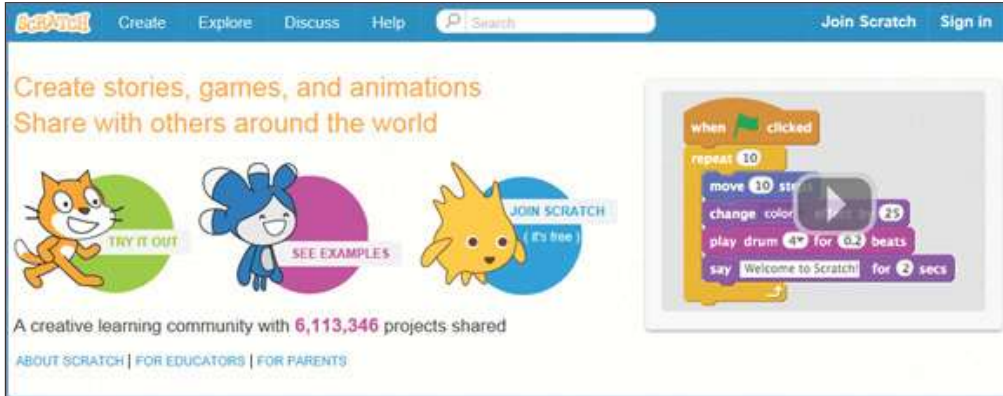 SCRATCH Create Explore Discuss Help Search Join Scratch Sign in
Create stories, games, and animations
Share with others around the world
TRY IT OUT
SEE EXAMPLES
JOIN SCRATCH
( it's free )
A creative learning community with 6,113,346 projects shared
ABOUT SCRATCH | FOR EDUCATORS | FOR PARENTS
when clicked
repeat 10
move 10
change color 25
play drum 4 for 0.2 beats
say Welcome to Scratch! for 2 secs